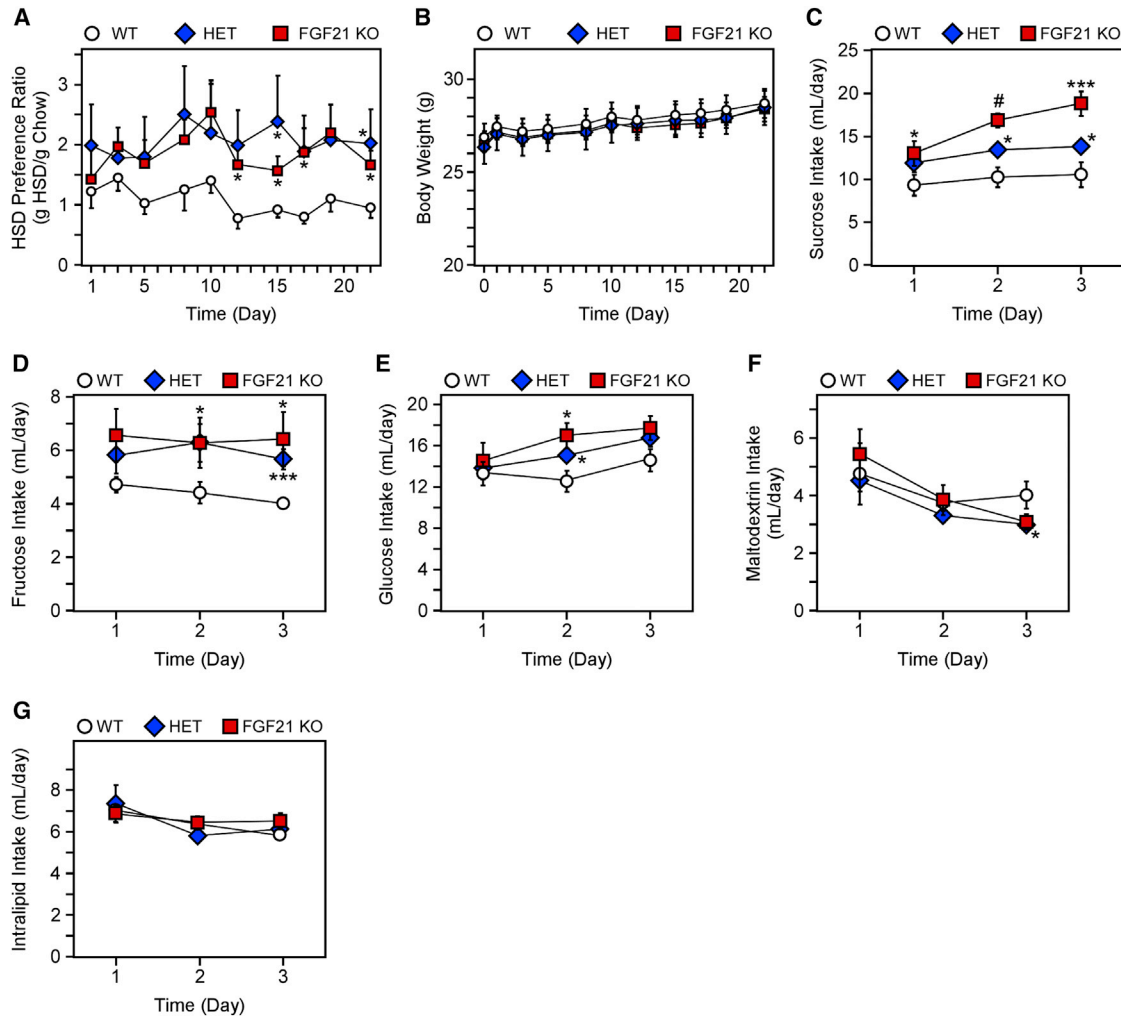 A
WT HET FGF21 KO
HSD Preference Ratio
(g HSD/g Chow)
3
2
1
0
1 5 10 15 20
* * * * *
*
Time (Day)
B
WT HET FGF21 KO
Body Weight (g)
30
25
20
0 5 10 15 20
Time (Day)
C
WT HET FGF21 KO
Sucrose Intake (mL/day)
25
20
15
10
5
0
* # ***
* *
1 2 3
Time (Day)
D
WT HET FGF21 KO
Fructose Intake (mL/day)
8
6
4
2
0
* *
***
1 2 3
Time (Day)
E
WT HET FGF21 KO
Glucose Intake (mL/day)
20
16
12
8
4
0
*
*
1 2 3
Time (Day)
F
WT HET FGF21 KO
Maltodextrin Intake
(mL/day)
6
4
2
0
*
1 2 3
Time (Day)
G
WT HET FGF21 KO
Intralipid Intake (mL/day)
8
6
4
2
0
1 2 3
Time (Day)